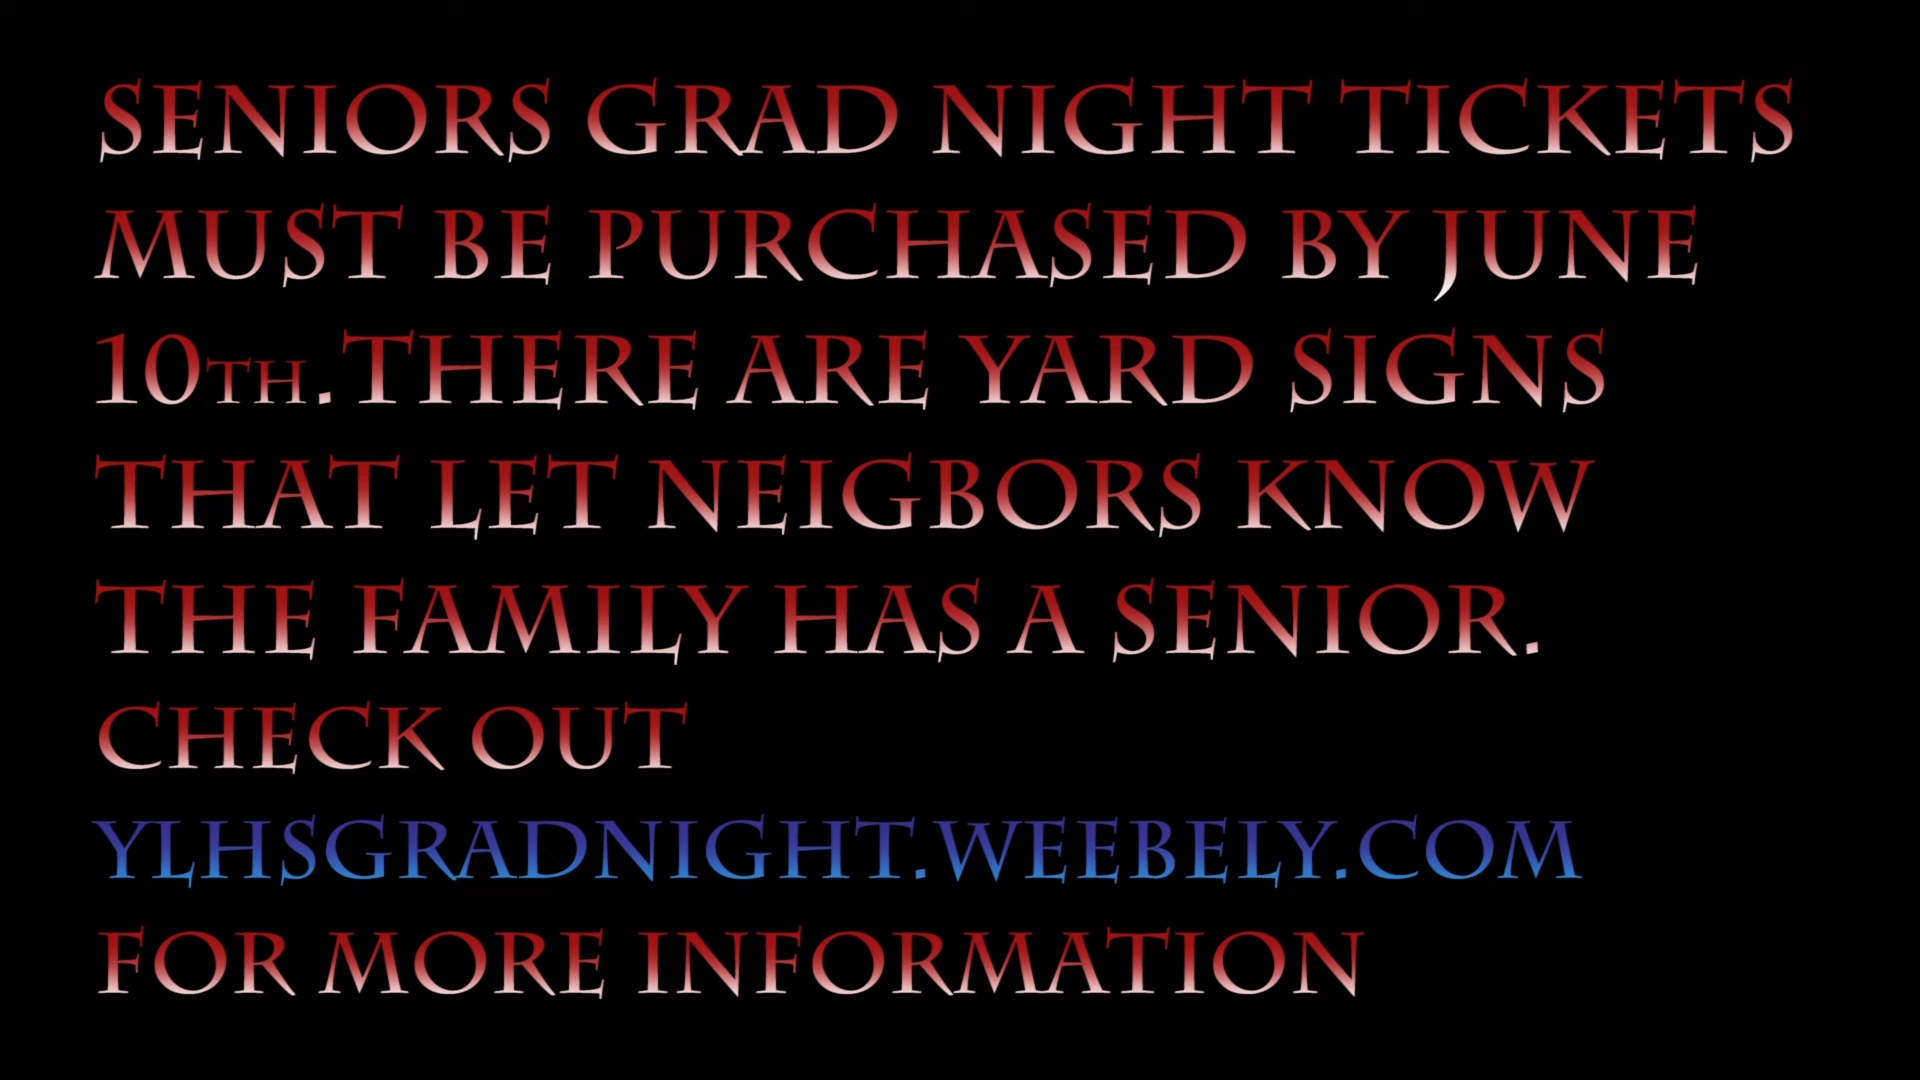 SENIORS GRAD NIGHT TICKETS
MUST BE PURCHASED BY JUNE
10TH. THERE ARE YARD SIGNS
THAT LET NEIGBORS KNOW
THE FAMILY HAS A SENIOR.
CHECK OUT
YLHSGRADNIGHT.WEEBELY.COM
FOR MORE INFORMATION